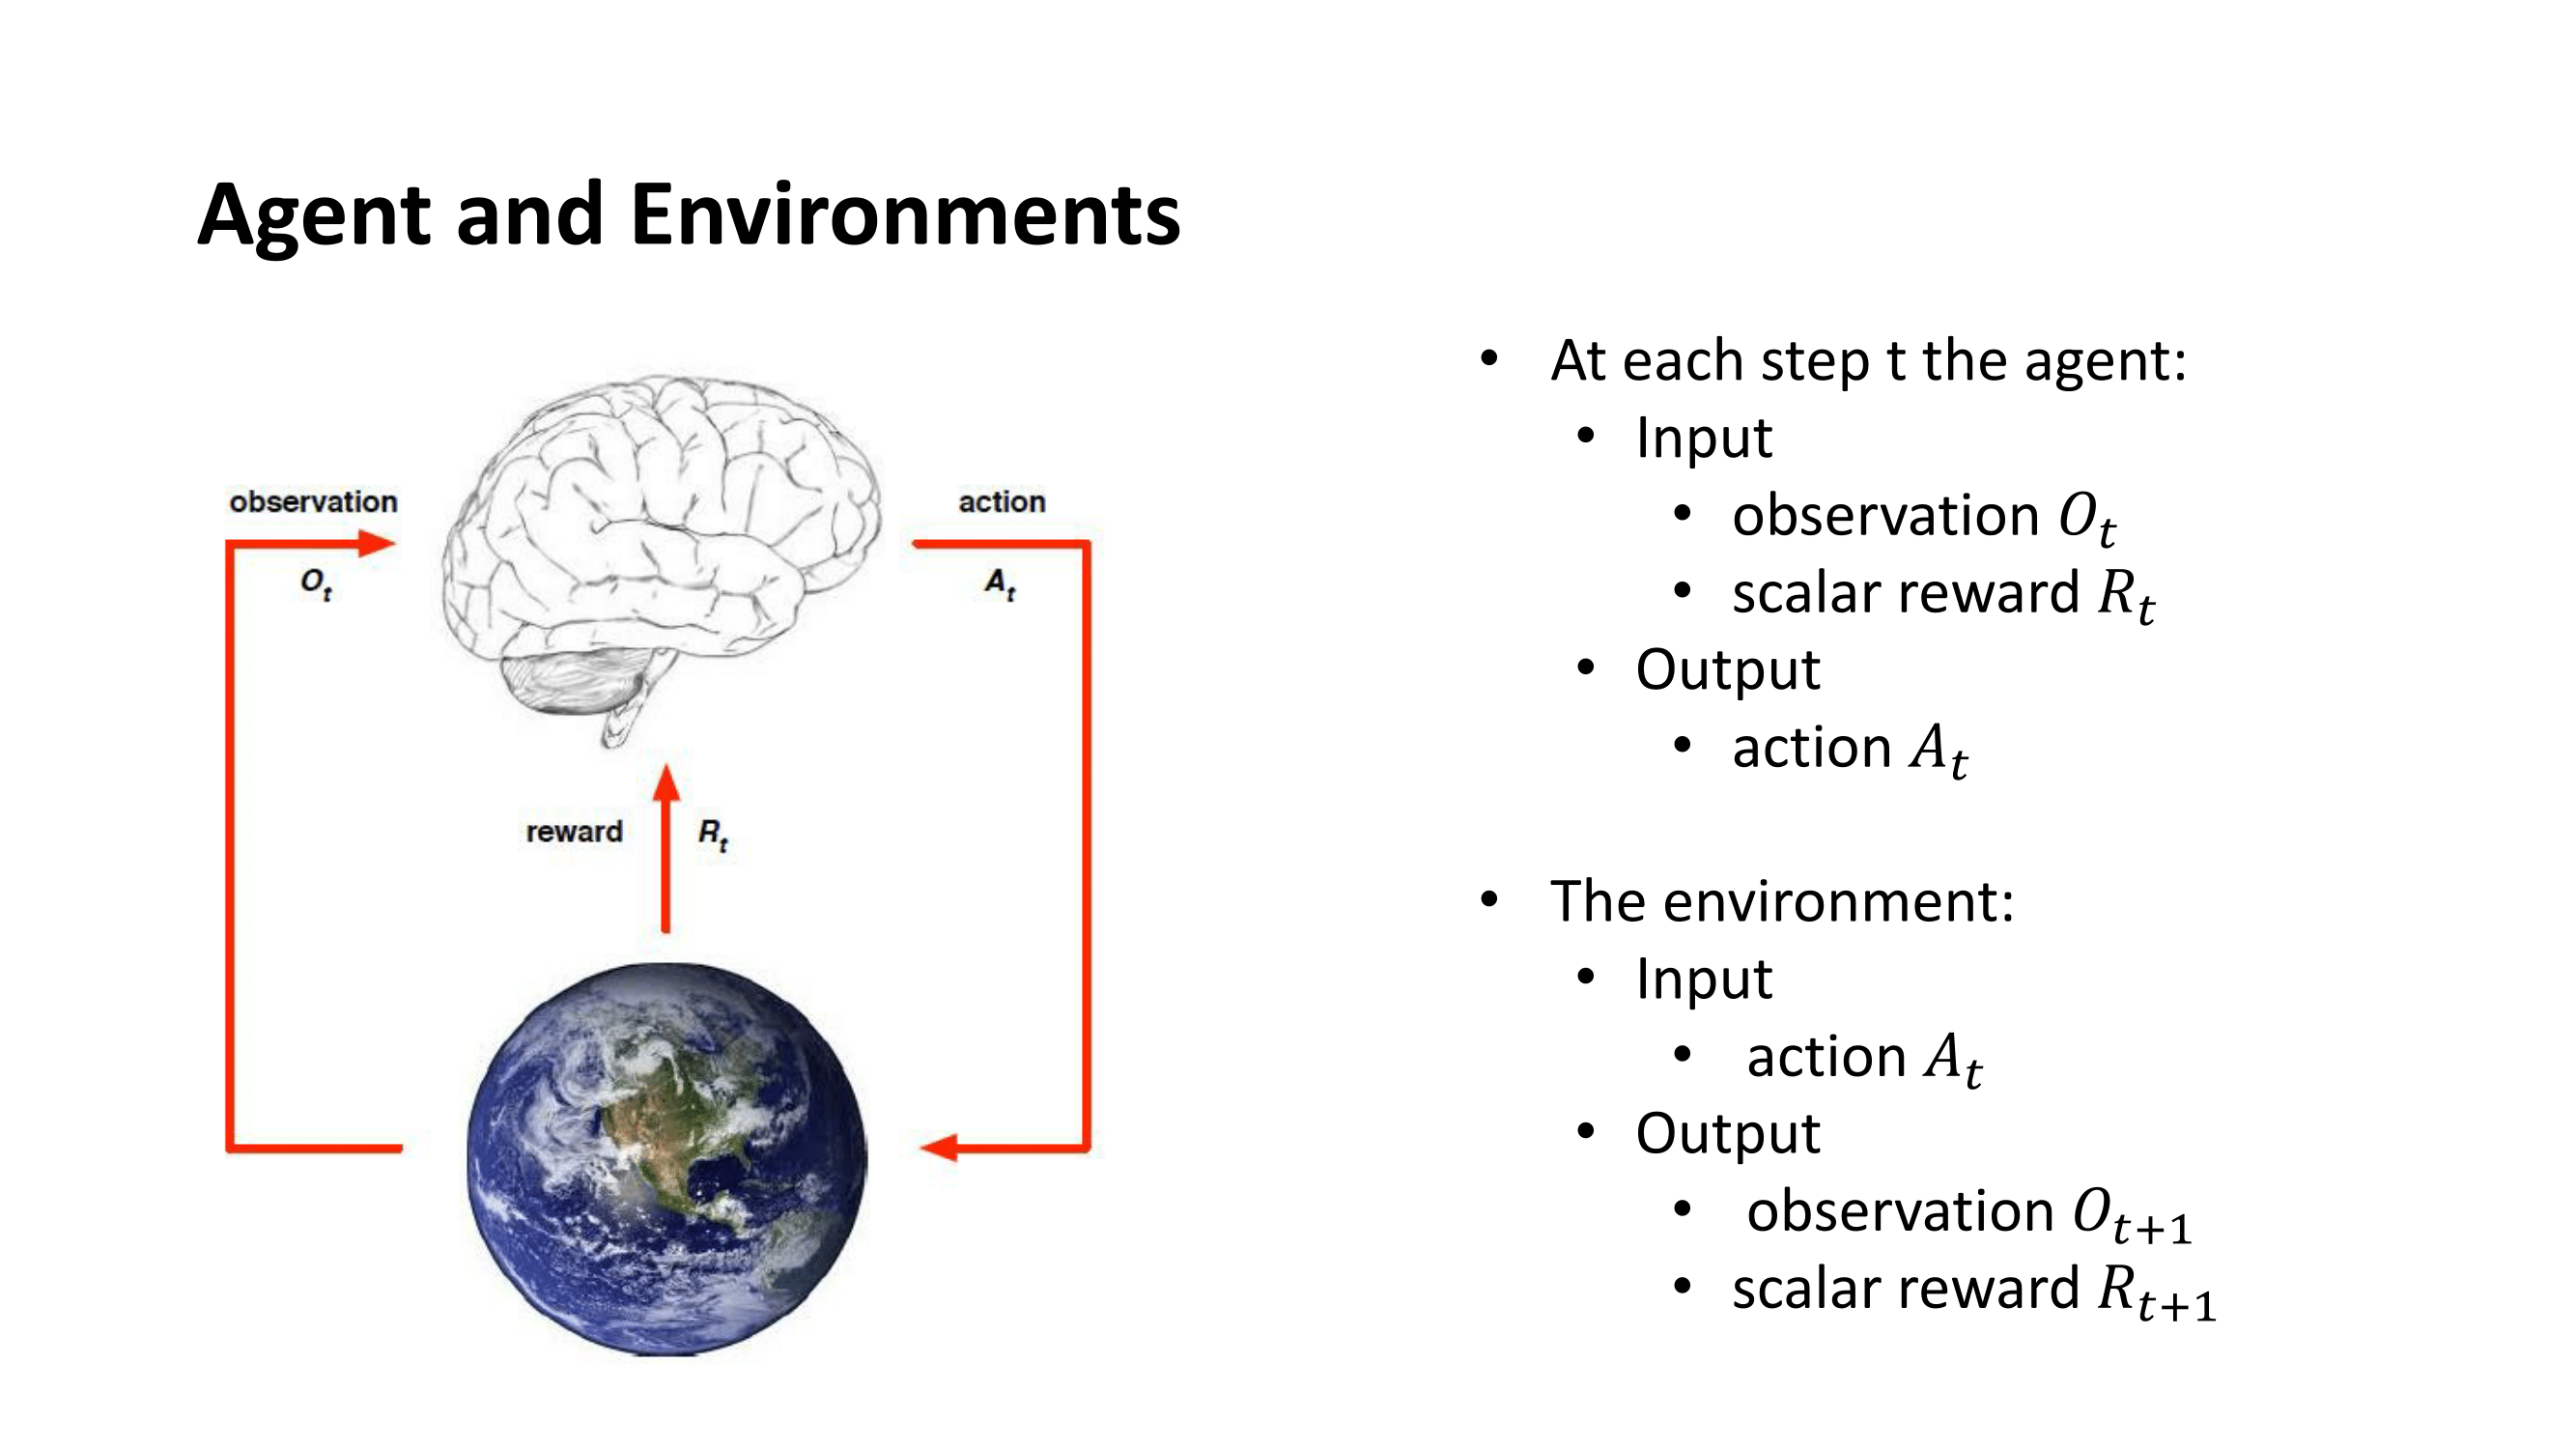 Agent and Environments
observation
O_t
action
A_t
reward
R_t
• At each step t the agent:
• Input
• observation O_t
• scalar reward R_t
• Output
• action A_t
• The environment:
• Input
• action A_t
• Output
• observation O_{t+1}
• scalar reward R_{t+1}